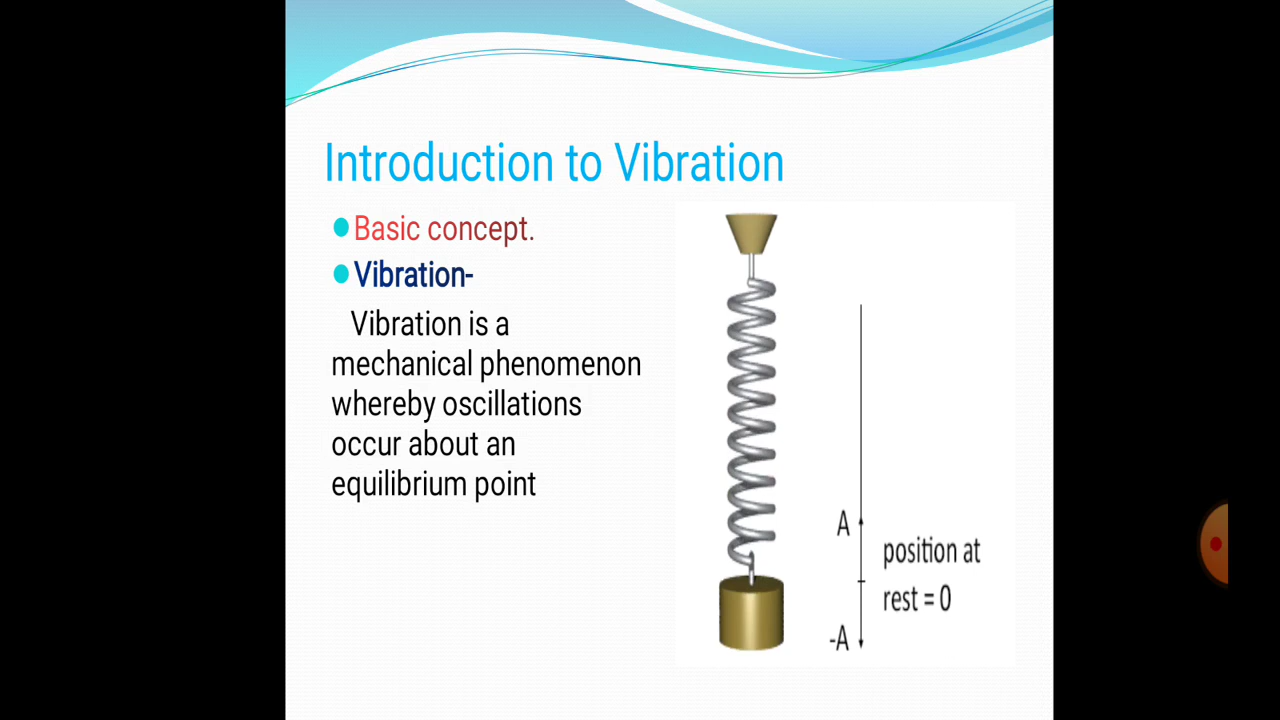 Introduction to Vibration
Basic concept.
Vibration-
Vibration is a
mechanical phenomenon
whereby oscillations
occur about an
equilibrium point
A
position at
rest = 0
-A